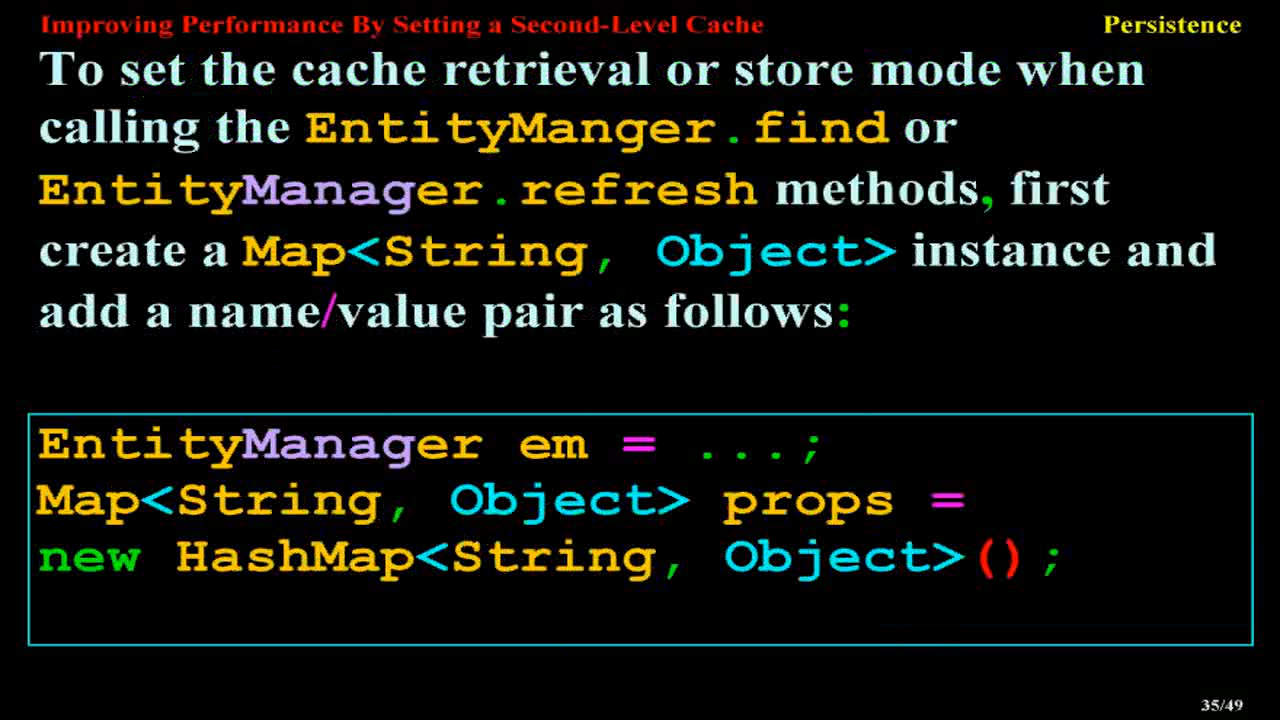 Improving Performance By Setting a Second-Level Cache
Persistence
To set the cache retrieval or store mode when
calling the EntityManger.find or
EntityManager.refresh methods, first
create a Map<String, Object> instance and
add a name/value pair as follows:
EntityManager em = ...;
Map<String, Object> props =
new HashMap<String, Object>();
35/49